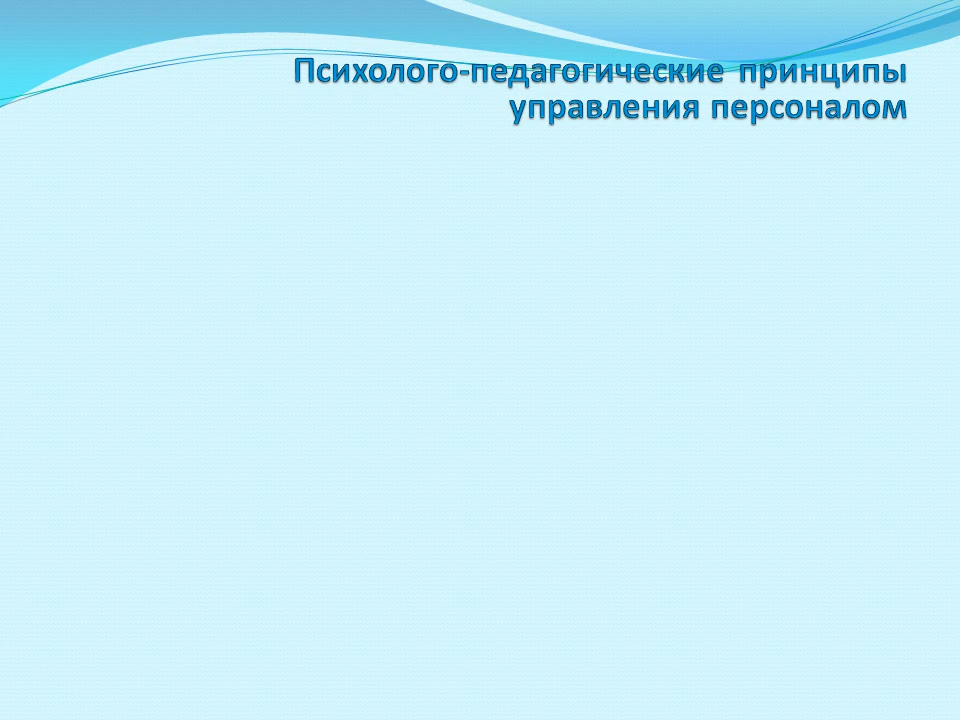 Психолого-педагогические принципы
управления персоналом